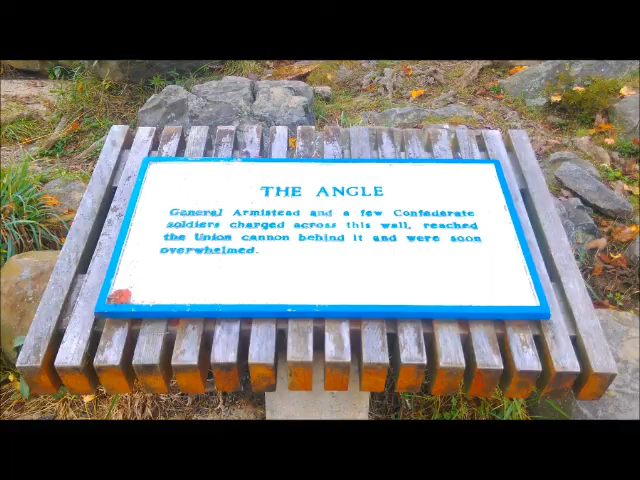 THE ANGLE
General Armistead and a few Confederate
soldiers charged across this wall, reached
the Union cannon behind it and were soon
overwhelmed.